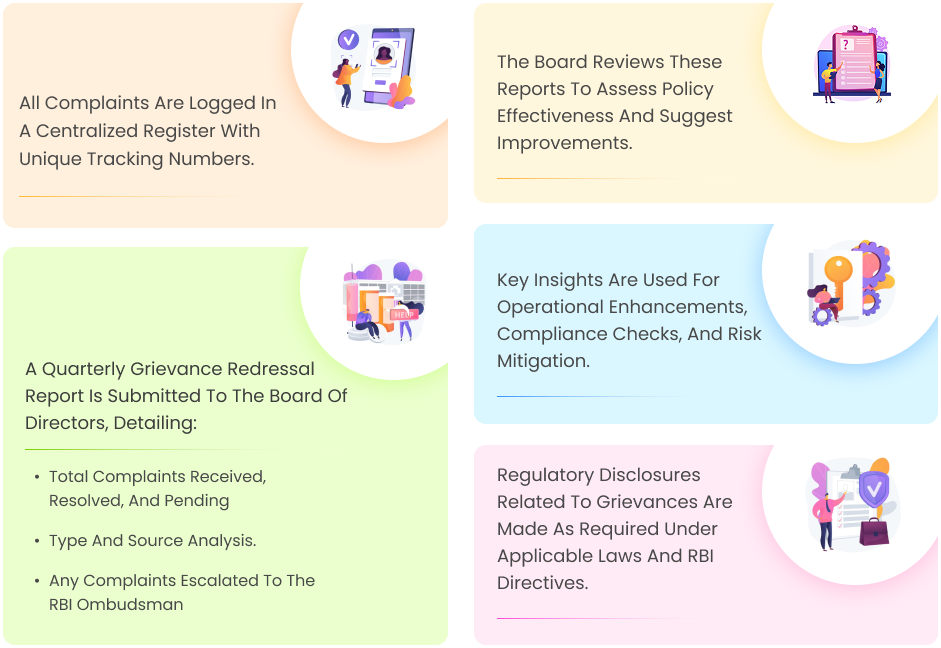 All Complaints Are Logged In
A Centralized Register With
Unique Tracking Numbers.
A Quarterly Grievance Redressal
Report Is Submitted To The Board Of
Directors, Detailing:
• Total Complaints Received,
Resolved, And Pending
• Type And Source Analysis.
• Any Complaints Escalated To The
RBI Ombudsman
HELP
The Board Reviews These
Reports To Assess Policy
Effectiveness And Suggest
Improvements.
?
Key Insights Are Used For
Operational Enhancements,
Compliance Checks, And Risk
Mitigation.
Regulatory Disclosures
Related To Grievances Are
Made As Required Under
Applicable Laws And RBI
Directives.